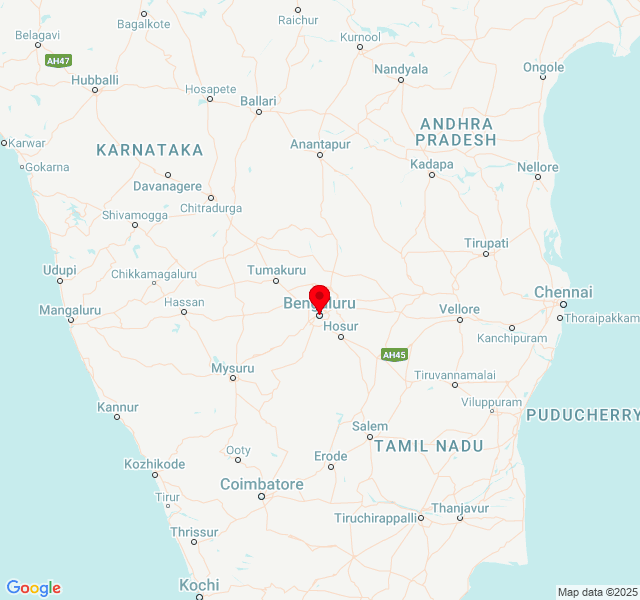 Bagalkote
Raichur
Belagavi
Kurnool
AH47
Hubballi
Nandyala
Ongole
Hosapete
Ballari
ANDHRA
PRADESH
Karwar
KARNATAKA
Anantapur
Gokarna
Kadapa
Nellore
Davanagere
Chitradurga
Shivamogga
Tirupati
Udupi
Chikkamagaluru
Tumakuru
Chennai
Hassan
Bengaluru
Mangaluru
Vellore
Thoraipakkam
Hosur
Kanchipuram
AH45
Mysuru
Tiruvannamalai
Viluppuram
Kannur
PUDUCHERRY
Salem
TAMIL NADU
Ooty
Erode
Kozhikode
Coimbatore
Tirur
Thanjavur
Tiruchirappalli
Thrissur
Kochi
Google
Map data ©2025